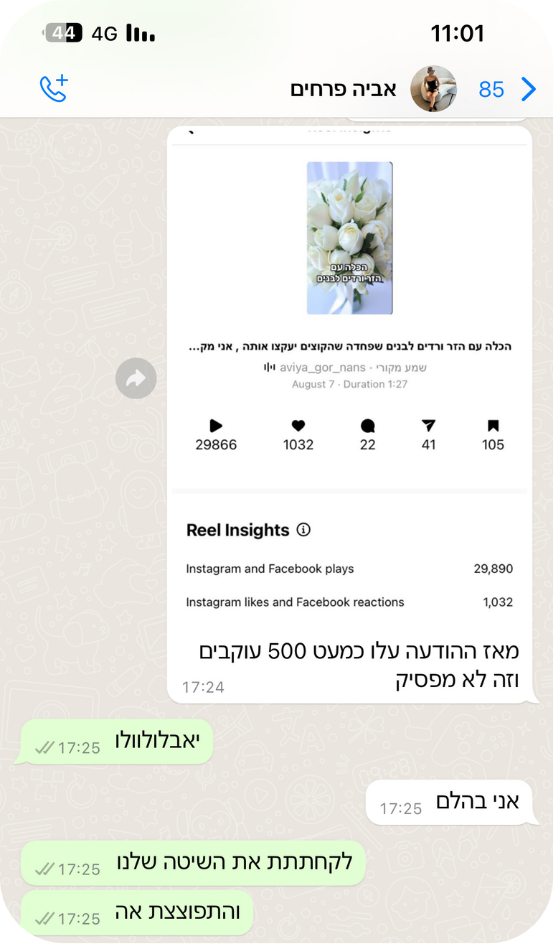 11:01
4G
44
85
אביה פרחים
הכלה עם
הזר ורדים לבנים
הכלה עם הזר ורדים לבנים שפחדה שהקוצים יעקצו אותה , אני מק...
aviya_gor_nans · שמע מקורי
August 7 · Duration 1:27
29866 1032 22 41 105
Reel Insights
Instagram and Facebook plays 29,890
Instagram likes and Facebook reactions 1,032
מאז ההודעה עלו כמעט 500 עוקבים
וזה לא מפסיק
17:24
יאבלולוולו 17:25
אני בהלם 17:25
לקחתתת את השיטה שלנו 17:25
והתפוצצת אה 17:25